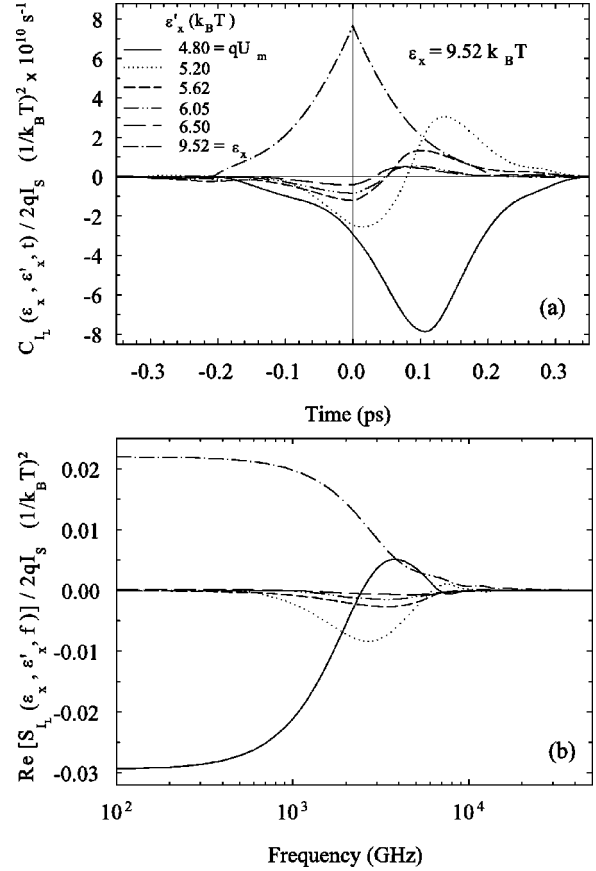 ε'x (kBT)
4.80 = qUm
5.20
5.62
6.05
6.50
9.52 = εx
εx = 9.52 kBT
8
6
4
2
0
-2
-4
-6
-8
CIL (εx, ε'x, t) / 2qIS (1/kBT)² x 10¹⁰ s⁻¹
(a)
-0.3 -0.2 -0.1 0.0 0.1 0.2 0.3
Time (ps)
0.02
0.01
0.00
-0.01
-0.02
-0.03
Re [SIL (εx, ε'x, f)] / 2qIS (1/kBT)²
(b)
10² 10³ 10⁴
Frequency (GHz)